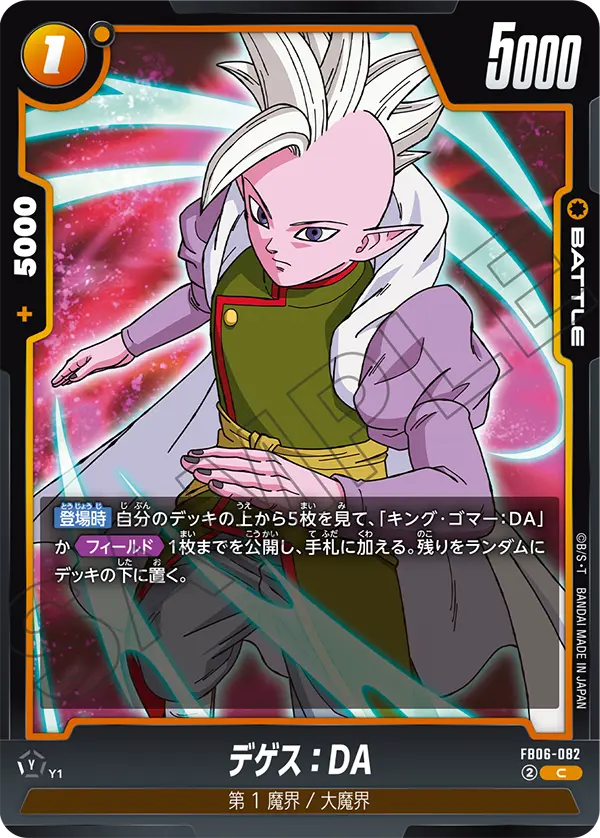 1
5000
+ 5000
BATTLE
SAMPLE
登場時 自分のデッキの上から5枚を見て、「キング・ゴマー:DA」
か フィールド 1枚までを公開し、手札に加える。残りをランダムに
デッキの下に置く。
©B/S・T BANDAI MADE IN JAPAN
デゲス:DA
FB06-082
Y Y1
② C
第1魔界 / 大魔界